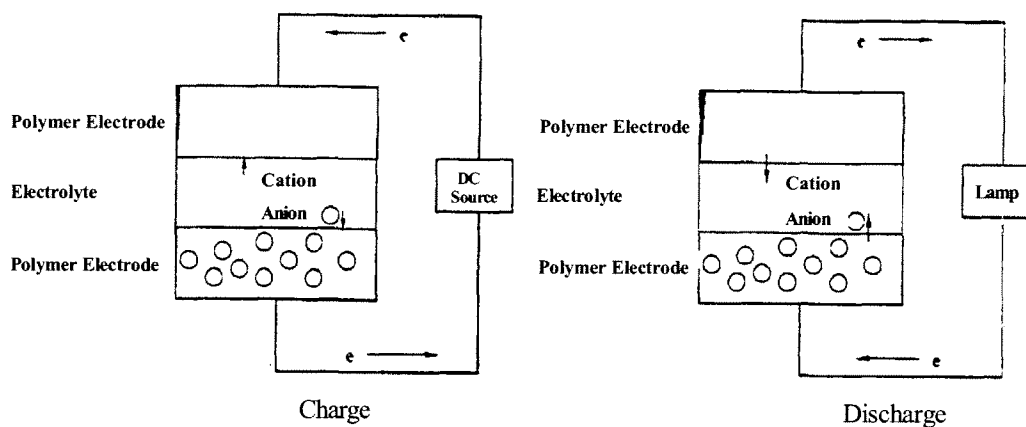 e
Polymer Electrode
Electrolyte
Cation
Anion
Polymer Electrode
DC
Source
e
Charge
e
Polymer Electrode
Electrolyte
Cation
Anion
Polymer Electrode
Lamp
e
Discharge